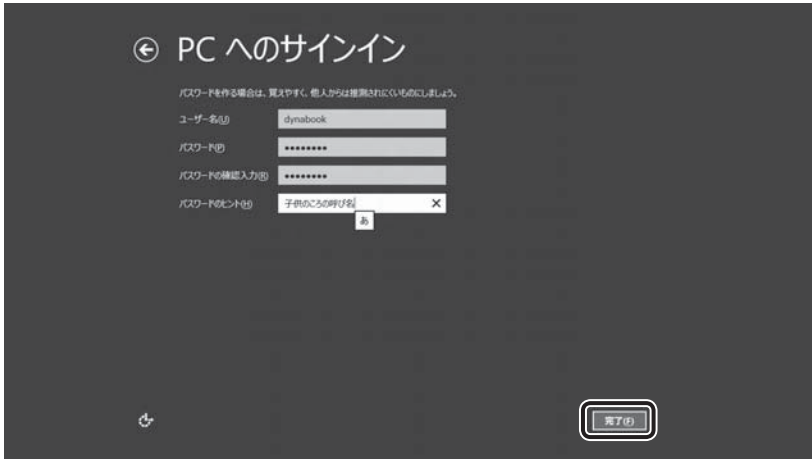 PC へのサインイン
パスワードを作る場合は、覚えやすく、他人からは推測されにくいものにしましょう。
ユーザー名(U)
dynabook
パスワード(P)
••••••••
パスワードの確認入力(R)
••••••••
パスワードのヒント(H)
子供のころの呼び名
あ
完了(F)